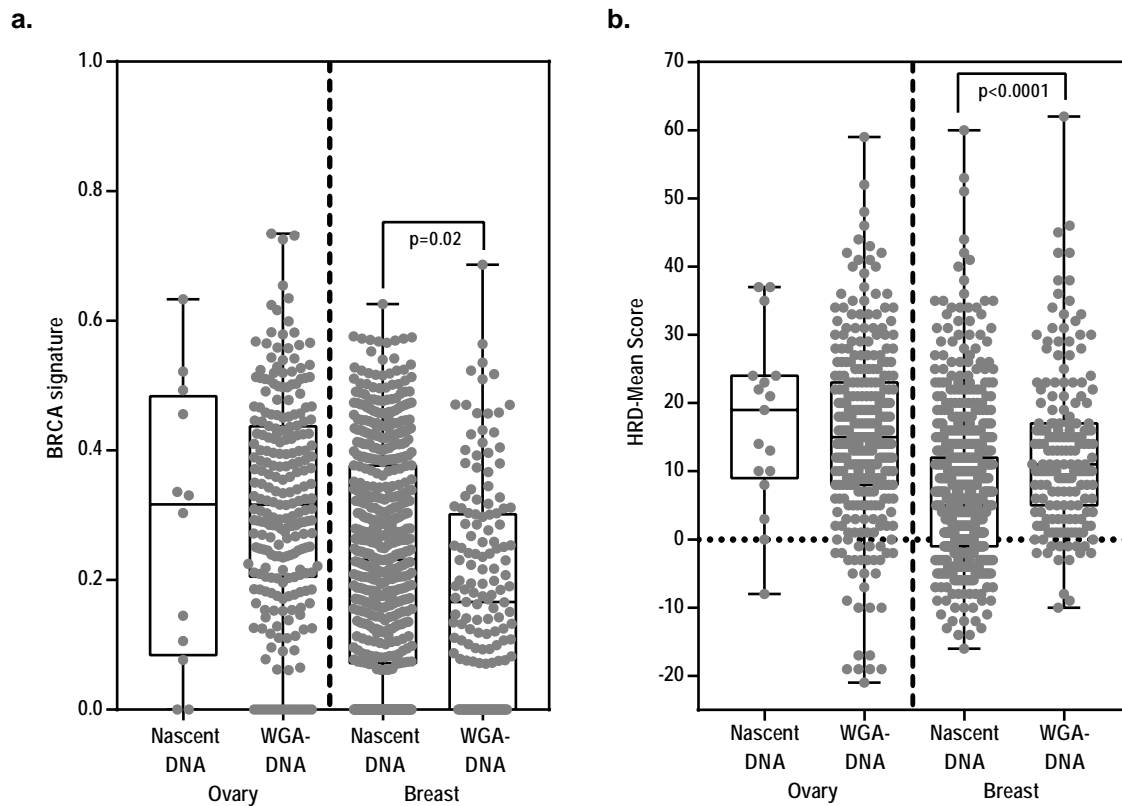 a.
1.0
0.8
0.6
0.4
0.2
0.0
BRCA signature
p=0.02
Nascent DNA
WGA-DNA
Nascent DNA
WGA-DNA
Ovary
Breast
b.
70
60
50
40
30
20
10
0
-10
-20
HRD-Mean Score
p<0.0001
Nascent DNA
WGA-DNA
Nascent DNA
WGA-DNA
Ovary
Breast